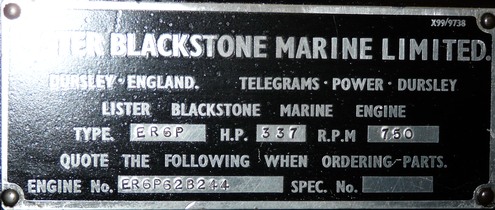 X99/9738
LISTER BLACKSTONE MARINE LIMITED.
DURSLEY · ENGLAND. TELEGRAMS · POWER · DURSLEY
LISTER BLACKSTONE MARINE ENGINE
TYPE. ER6P H.P. 337 R.P.M 750
QUOTE THE FOLLOWING WHEN ORDERING-PARTS.
ENGINE No. ER6P62B244 SPEC. No.